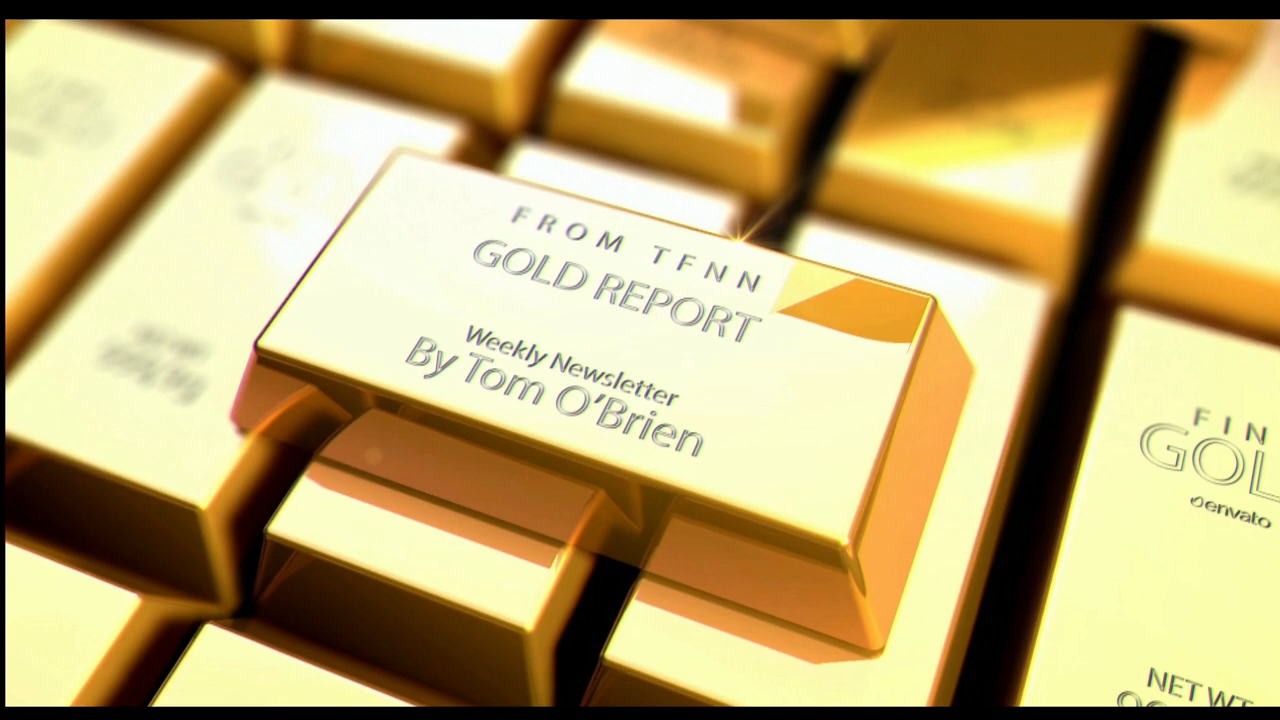 FROM TFNN
GOLD REPORT
Weekly Newsletter
By Tom O'Brien
FIN
GOL
envato
NET WT